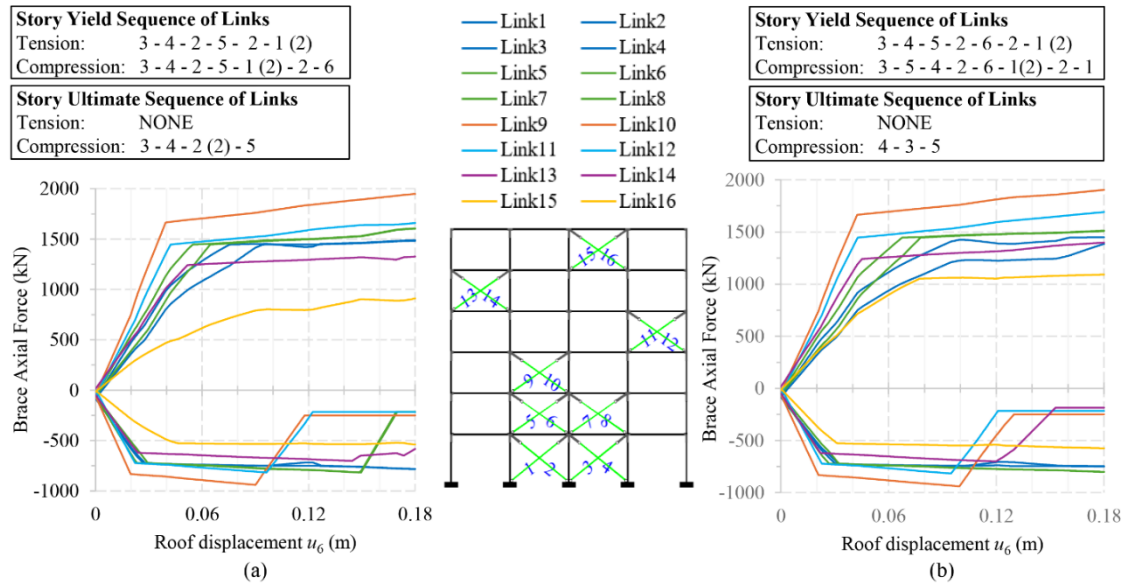 Story Yield Sequence of Links
Tension: 3 - 4 - 2 - 5 - 2 - 1 (2)
Compression: 3 - 4 - 2 - 5 - 1 (2) - 2 - 6
Story Ultimate Sequence of Links
Tension: NONE
Compression: 3 - 4 - 2 (2) - 5
Brace Axial Force (kN)
2000
1500
1000
500
0
-500
-1000
0 0.06 0.12 0.18
Roof displacement u6 (m)
(a)
Link1 Link2
Link3 Link4
Link5 Link6
Link7 Link8
Link9 Link10
Link11 Link12
Link13 Link14
Link15 Link16
15 16
13 14
11 12
9 10
5 6 7 8
1 2 3 4
Story Yield Sequence of Links
Tension: 3 - 4 - 5 - 2 - 6 - 2 - 1 (2)
Compression: 3 - 5 - 4 - 2 - 6 - 1(2) - 2 - 1
Story Ultimate Sequence of Links
Tension: NONE
Compression: 4 - 3 - 5
Brace Axial Force (kN)
2000
1500
1000
500
0
-500
-1000
0 0.06 0.12 0.18
Roof displacement u6 (m)
(b)